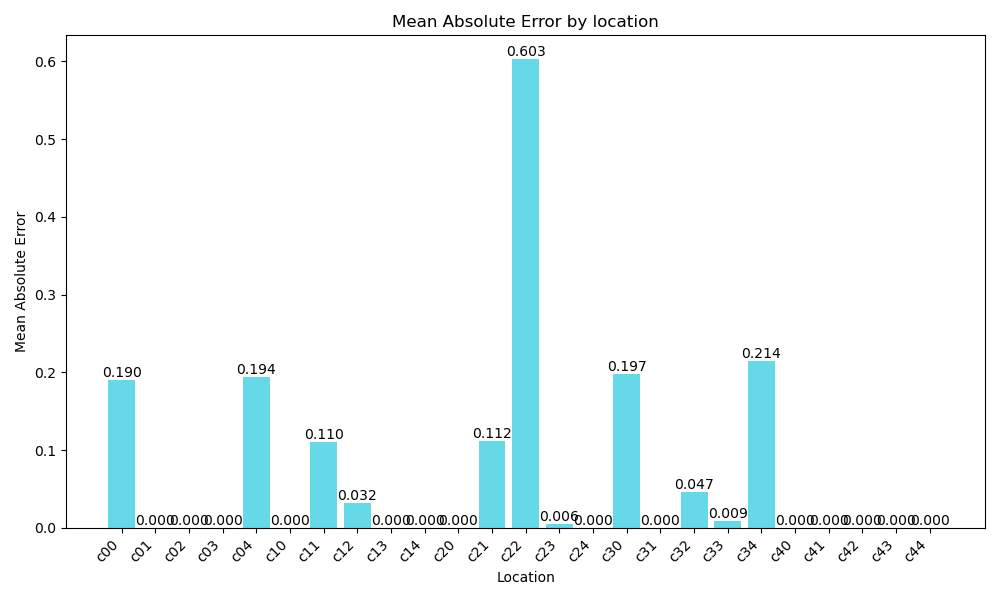 Mean Absolute Error by location
Mean Absolute Error
0.6
0.5
0.4
0.3
0.2
0.1
0.0
0.190
0.000
0.000
0.000
0.194
0.000
0.110
0.032
0.000
0.000
0.000
0.112
0.603
0.006
0.000
0.197
0.000
0.047
0.009
0.214
0.000
0.000
0.000
0.000
0.000
c00
c01
c02
c03
c04
c10
c11
c12
c13
c14
c20
c21
c22
c23
c24
c30
c31
c32
c33
c34
c40
c41
c42
c43
c44
Location